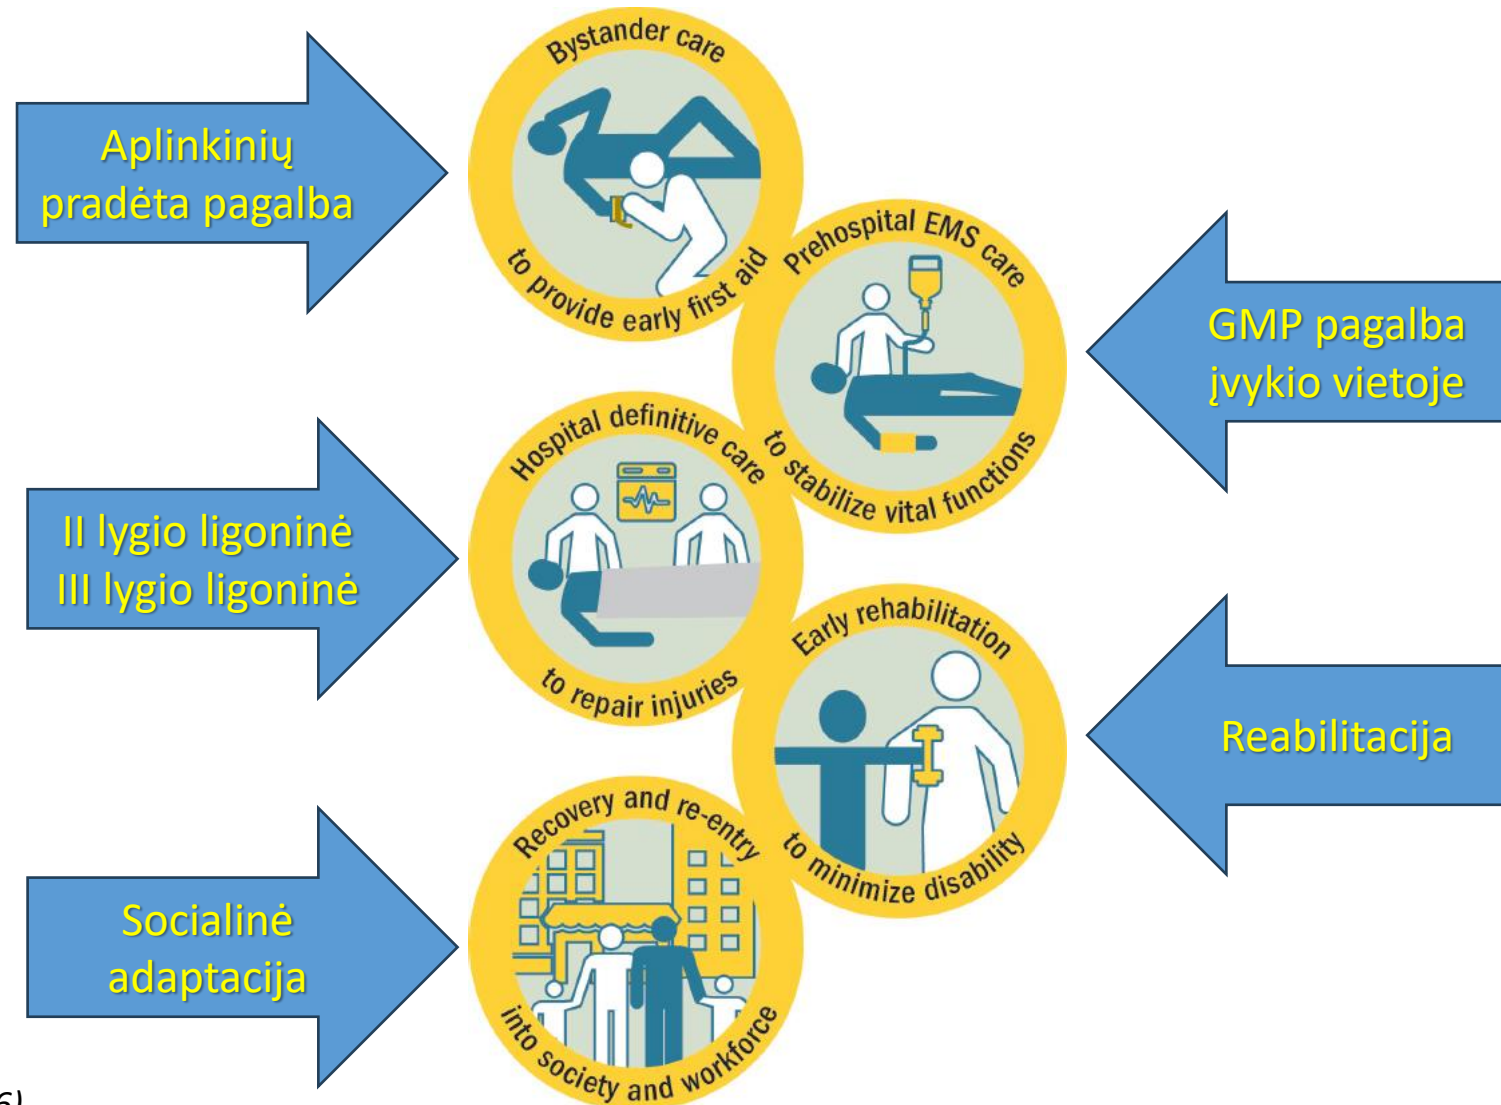 Bystander care
to provide early first aid
Aplinkinių
pradėta pagalba
Prehospital EMS care
to stabilize vital functions
GMP pagalba
įvykio vietoje
Hospital definitive care
to repair injuries
II lygio ligoninė
III lygio ligoninė
Early rehabilitation
to minimize disability
Reabilitacija
Recovery and re-entry
into society and workforce
Socialinė
adaptacija
6)